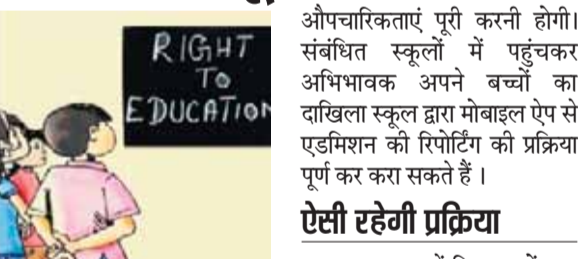 RIGHT
TO
EDUCATION
औपचारिकताएं पूरी करनी होगी।
संबंधित स्कूलों में पहुंचकर
अभिभावक अपने बच्चों का
दाखिला स्कूल द्वारा मोबाइल ऐप से
एडमिशन की रिपोर्टिंग की प्रक्रिया
पूर्ण कर करा सकते हैं ।
ऐसी रहेगी प्रक्रिया